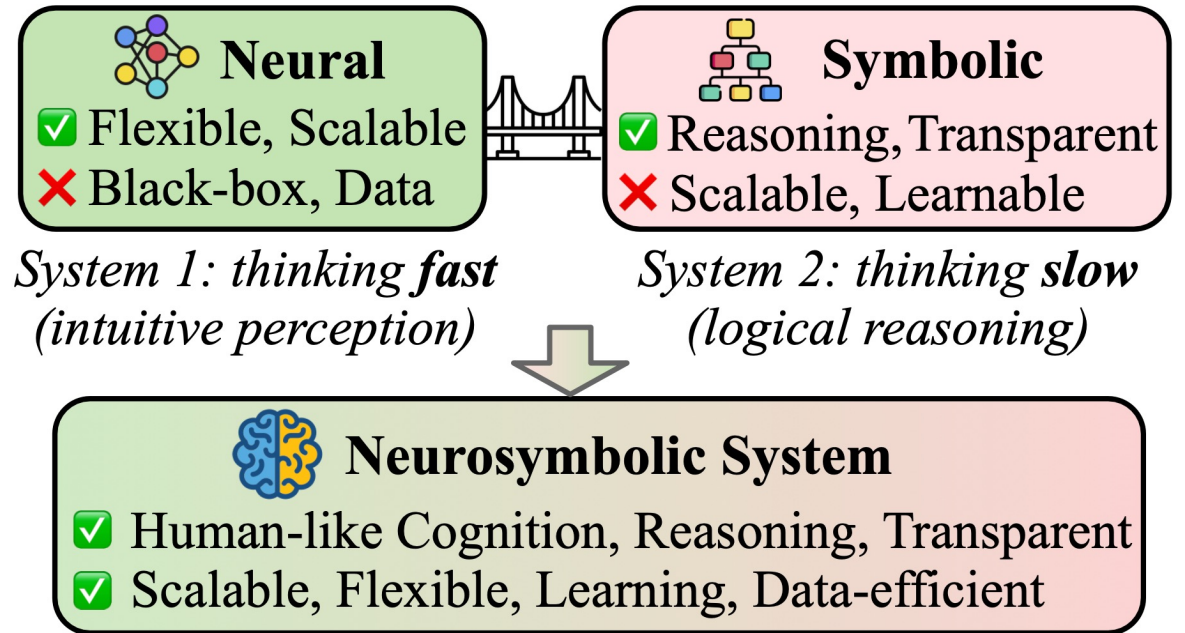 Neural
✅ Flexible, Scalable
❌ Black-box, Data
System 1: thinking fast
(intuitive perception)
Symbolic
✅ Reasoning, Transparent
❌ Scalable, Learnable
System 2: thinking slow
(logical reasoning)
Neurosymbolic System
✅ Human-like Cognition, Reasoning, Transparent
✅ Scalable, Flexible, Learning, Data-efficient